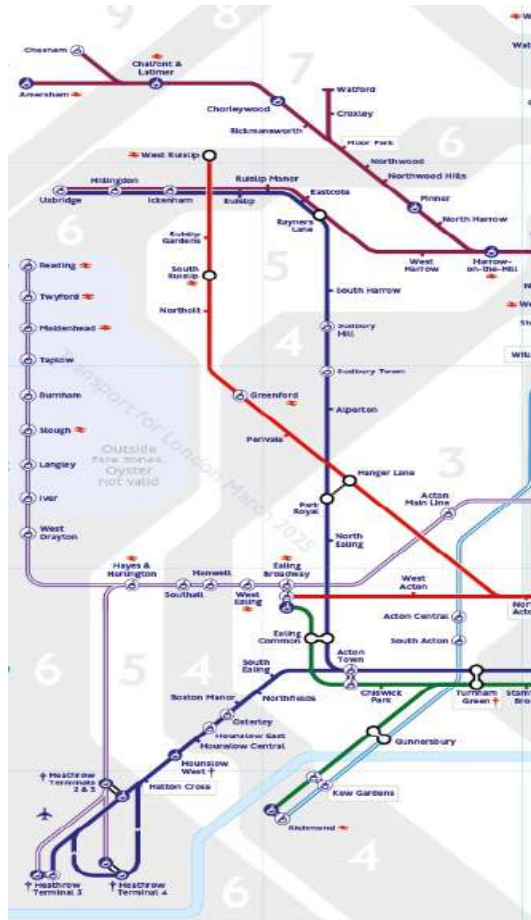 9
8
7
Chesham
Chalfont &
Latimer
Amersham
Chorleywood
Rickmansworth
Watford
Croxley
Moor Park
Northwood
Northwood Hills
Pinner
North Harrow
6
West Ruislip
Hillingdon
Uxbridge
Ickenham
Ruislip Manor
Ruislip
Eastcote
Rayners
Lane
West
Harrow
Harrow-
on-the-Hill
6
5
Ruislip
Gardens
South
Ruislip
Northolt
South Harrow
4
Sudbury
Hill
Sudbury Town
Greenford
Alperton
Perivale
Reading
Twyford
Maidenhead
Taplow
Burnham
Slough
Langley
Iver
West
Drayton
Outside
fare zones.
Oyster
not valid
Transport for London March 2025
3
Hanger Lane
Park
Royal
Acton
Main Line
North
Ealing
Hayes &
Harlington
Southall
Hanwell
West
Ealing
Ealing
Broadway
West
Acton
Acton Central
South Acton
Ealing
Common
Acton
Town
South
Ealing
Northfields
Chiswick
Park
Turnham
Green †
6
5
4
Boston Manor
Osterley
Hounslow East
Hounslow Central
Hounslow
West †
Hatton Cross
Gunnersbury
Kew Gardens
Richmond
† Heathrow
Terminals
2 & 3
† Heathrow
Terminal 5
† Heathrow
Terminal 4
4
6